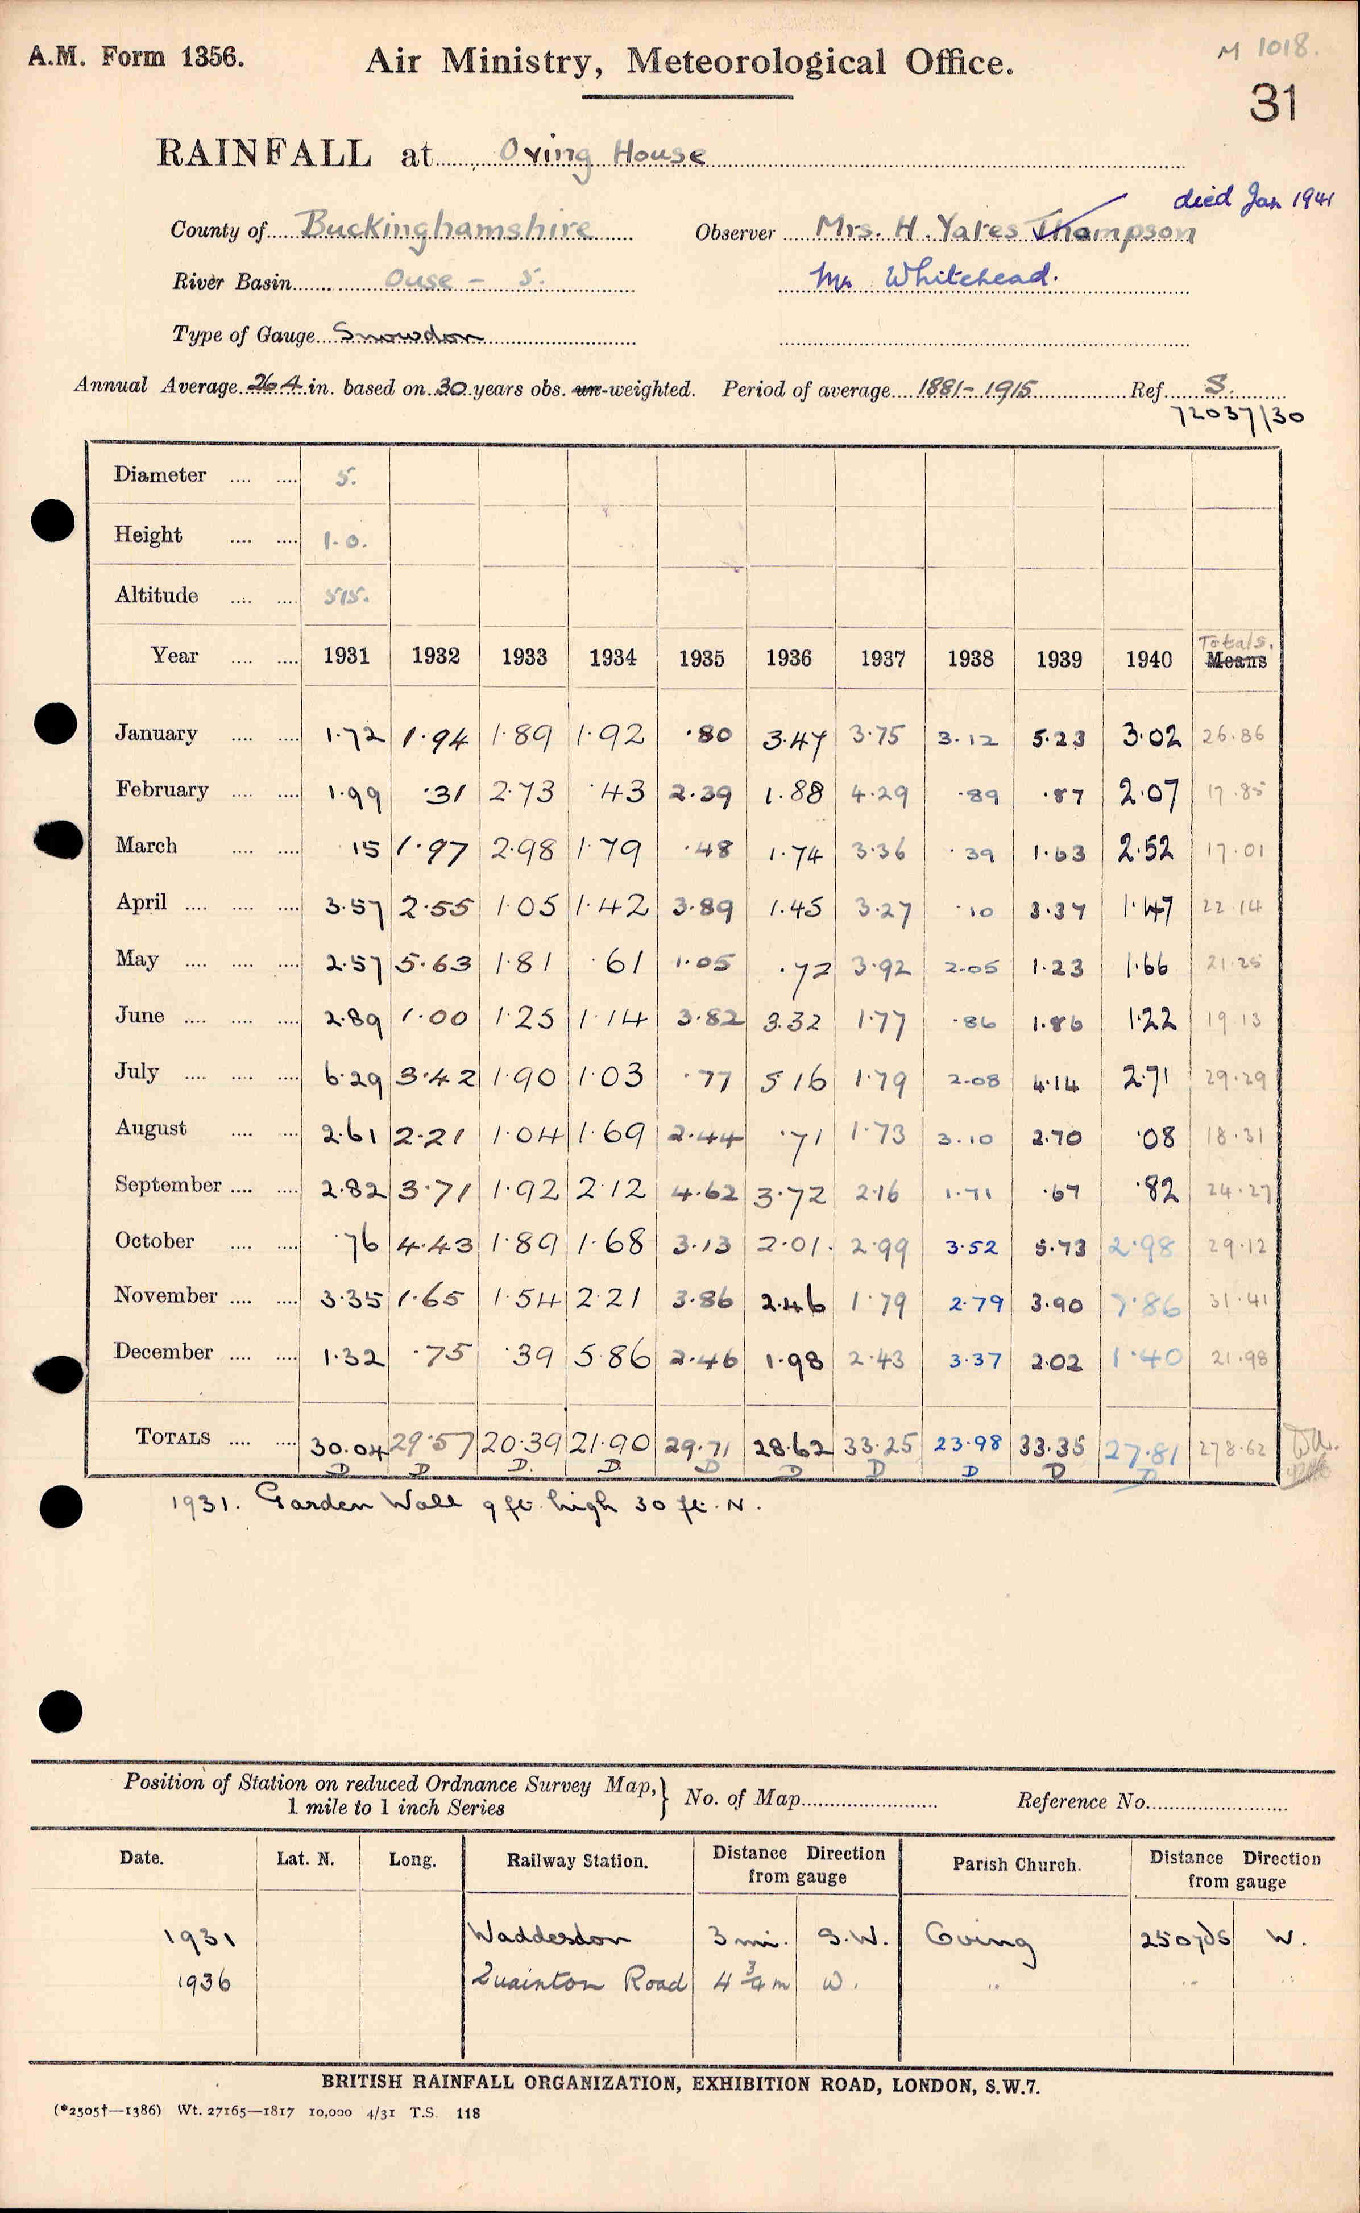 A.M. Form 1356. Air Ministry, Meteorological Office. M 1018.
31
RAINFALL at Oving House
died Jan 1941
County of Buckinghamshire Observer Mrs. H. Yates Thompson
River Basin Ouse - 5. Mr Whitehead.
Type of Gauge Snowdon
Annual Average 26.4 in. based on 30 years obs. un-weighted. Period of average 1881-1915 Ref S.
72037/30
Diameter .... .... 5.
Height .... .... 1.0.
Altitude .... .... 515.
Totals.
Year .... .... 1931 1932 1933 1934 1935 1936 1937 1938 1939 1940 Means
January .... .... 1.72 1.94 1.89 1.92 .80 3.47 3.75 3.12 5.23 3.02 26.86
February .... .... 1.99 .31 2.73 .43 2.39 1.88 4.29 .89 .87 2.07 17.85
March .... .... .15 1.97 2.98 1.79 .48 1.74 3.36 .39 1.63 2.52 17.01
April .... .... .... 3.57 2.55 1.05 1.42 3.89 1.45 3.27 .10 3.37 1.47 22.14
May .... .... .... 2.57 5.63 1.81 .61 1.05 .72 3.92 2.05 1.23 1.66 21.25
June .... .... .... 2.89 1.00 1.25 1.14 3.82 3.32 1.77 .86 1.86 1.22 19.13
July .... .... .... 6.29 3.42 1.90 1.03 .77 5.16 1.79 2.08 4.14 2.71 29.29
August .... .... 2.61 2.21 1.04 1.69 2.44 .71 1.73 3.10 2.70 .08 18.31
September .... .... 2.82 3.71 1.92 2.12 4.62 3.72 2.16 1.71 .67 .82 24.27
October .... .... .76 4.43 1.89 1.68 3.13 2.01. 2.99 3.52 5.73 2.98 29.12
November .... .... 3.35 1.65 1.54 2.21 3.86 2.46 1.79 2.79 3.90 7.86 31.41
December .... .... 1.32 .75 .39 5.86 2.46 1.98 2.43 3.37 2.02 1.40 21.98
TOTALS .... .... 30.04 29.57 20.39 21.90 29.71 28.62 33.25 23.98 33.35 27.81 278.62
D D D. D D D D D D D
1931. Garden Wall 9 ft. high 30 ft. N.
Position of Station on reduced Ordnance Survey Map,} No. of Map Reference No.
1 mile to 1 inch Series
Date. Lat. N. Long. Railway Station. Distance Direction from gauge Parish Church. Distance Direction from gauge
1931 Waddesdon 3 mi. S.W. Oving 250 yds W.
1936 Quainton Road 4 3/4 m W. " " "
BRITISH RAINFALL ORGANIZATION, EXHIBITION ROAD, LONDON, S.W.7.
(*2505†—1386) Wt. 27165—1817 10,000 4/31 T.S. 118